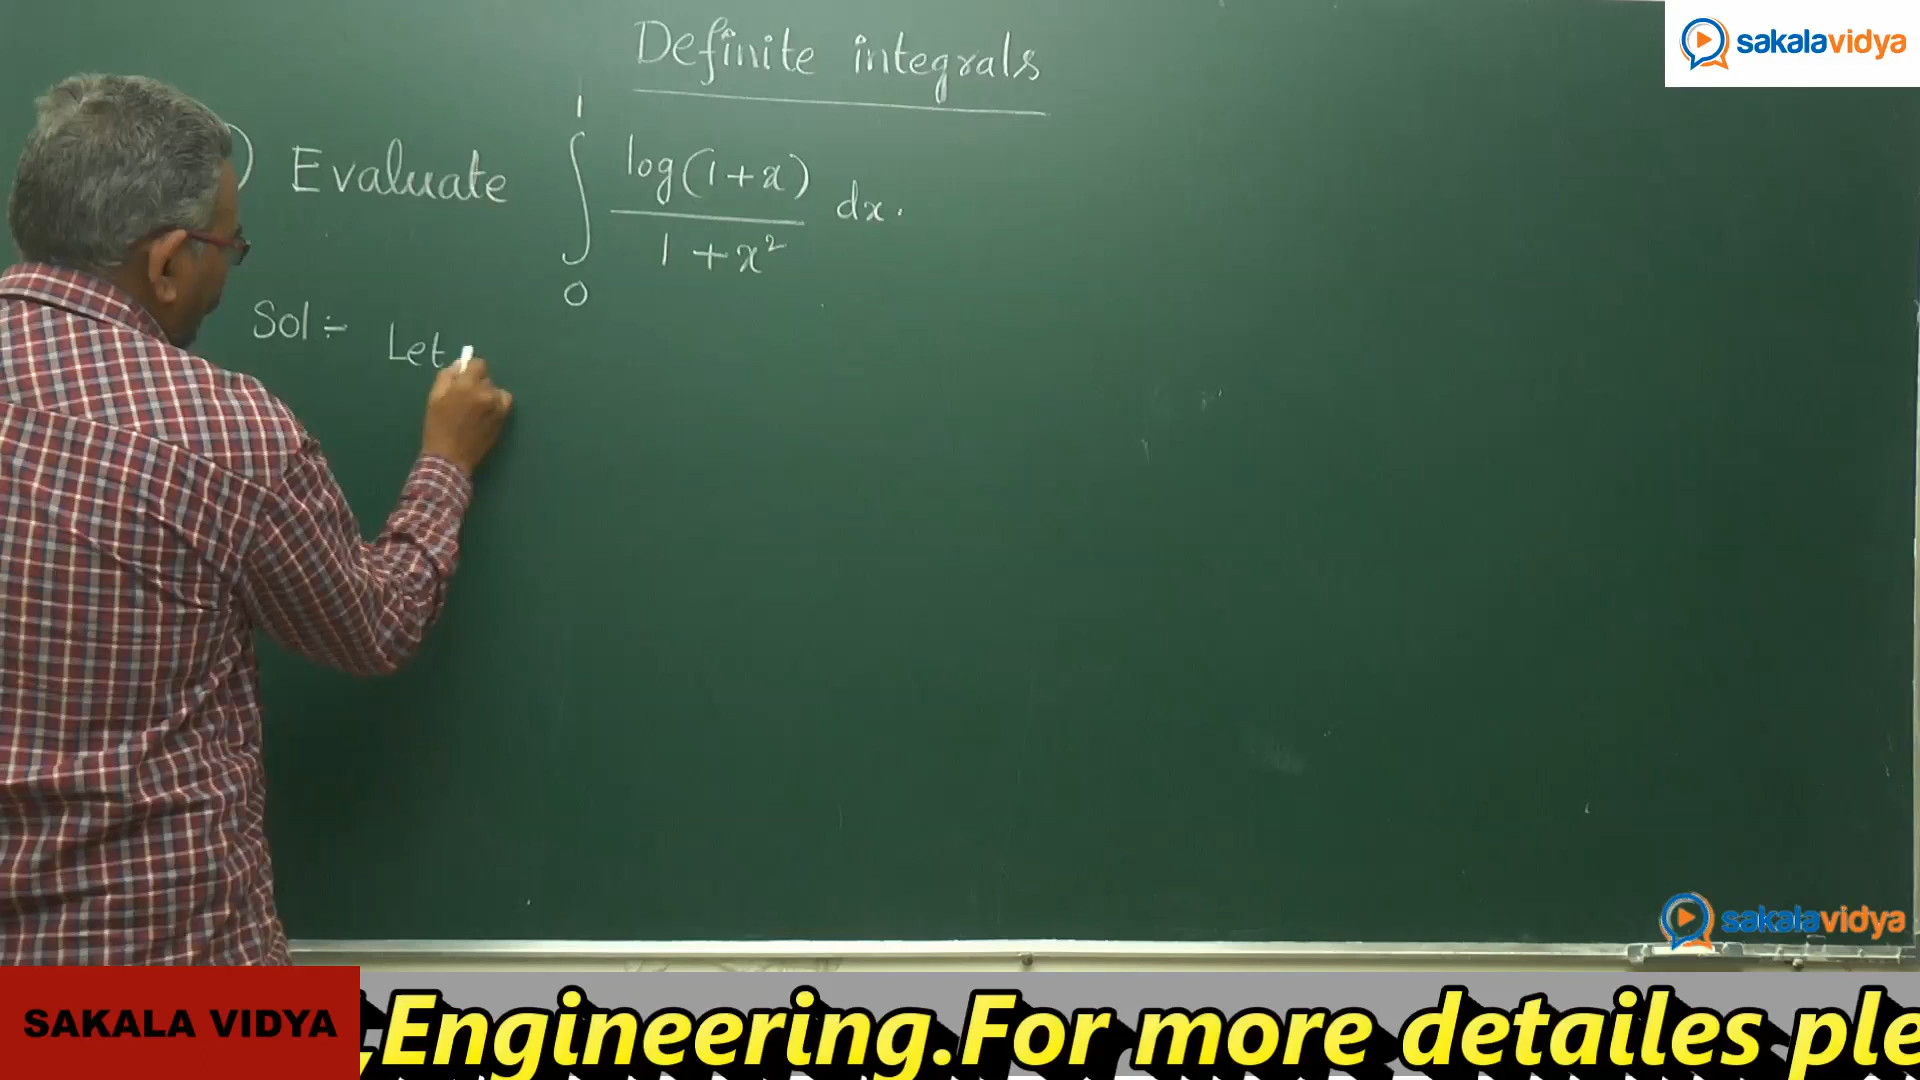 sakalavidya
Definite integrals
) Evaluate ∫₀¹ log(1+x)/(1+x²) dx.
Sol÷ Let
sakalavidya
SAKALA VIDYA
,Engineering.For more detailes ple